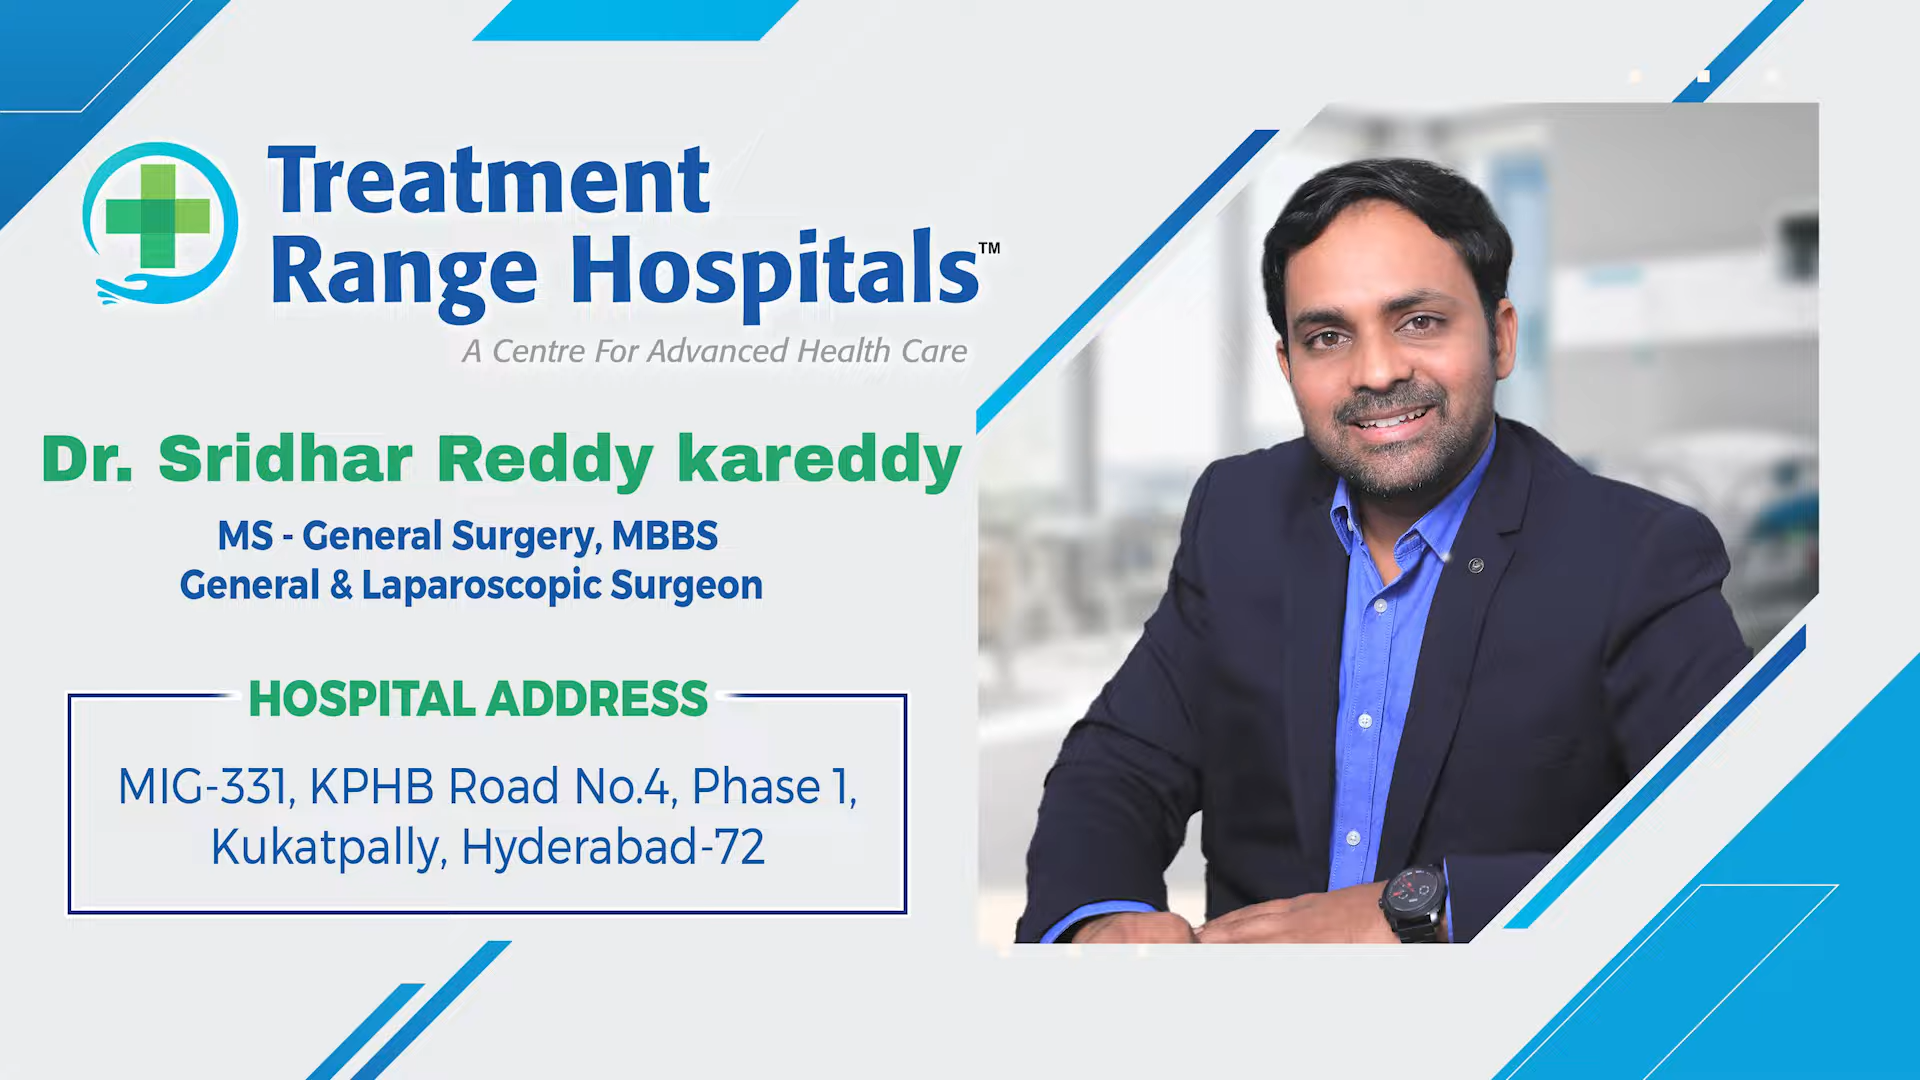 Treatment
Range Hospitals™
A Centre For Advanced Health Care
Dr. Sridhar Reddy kareddy
MS - General Surgery, MBBS
General & Laparoscopic Surgeon
HOSPITAL ADDRESS
MIG-331, KPHB Road No.4, Phase 1,
Kukatpally, Hyderabad-72